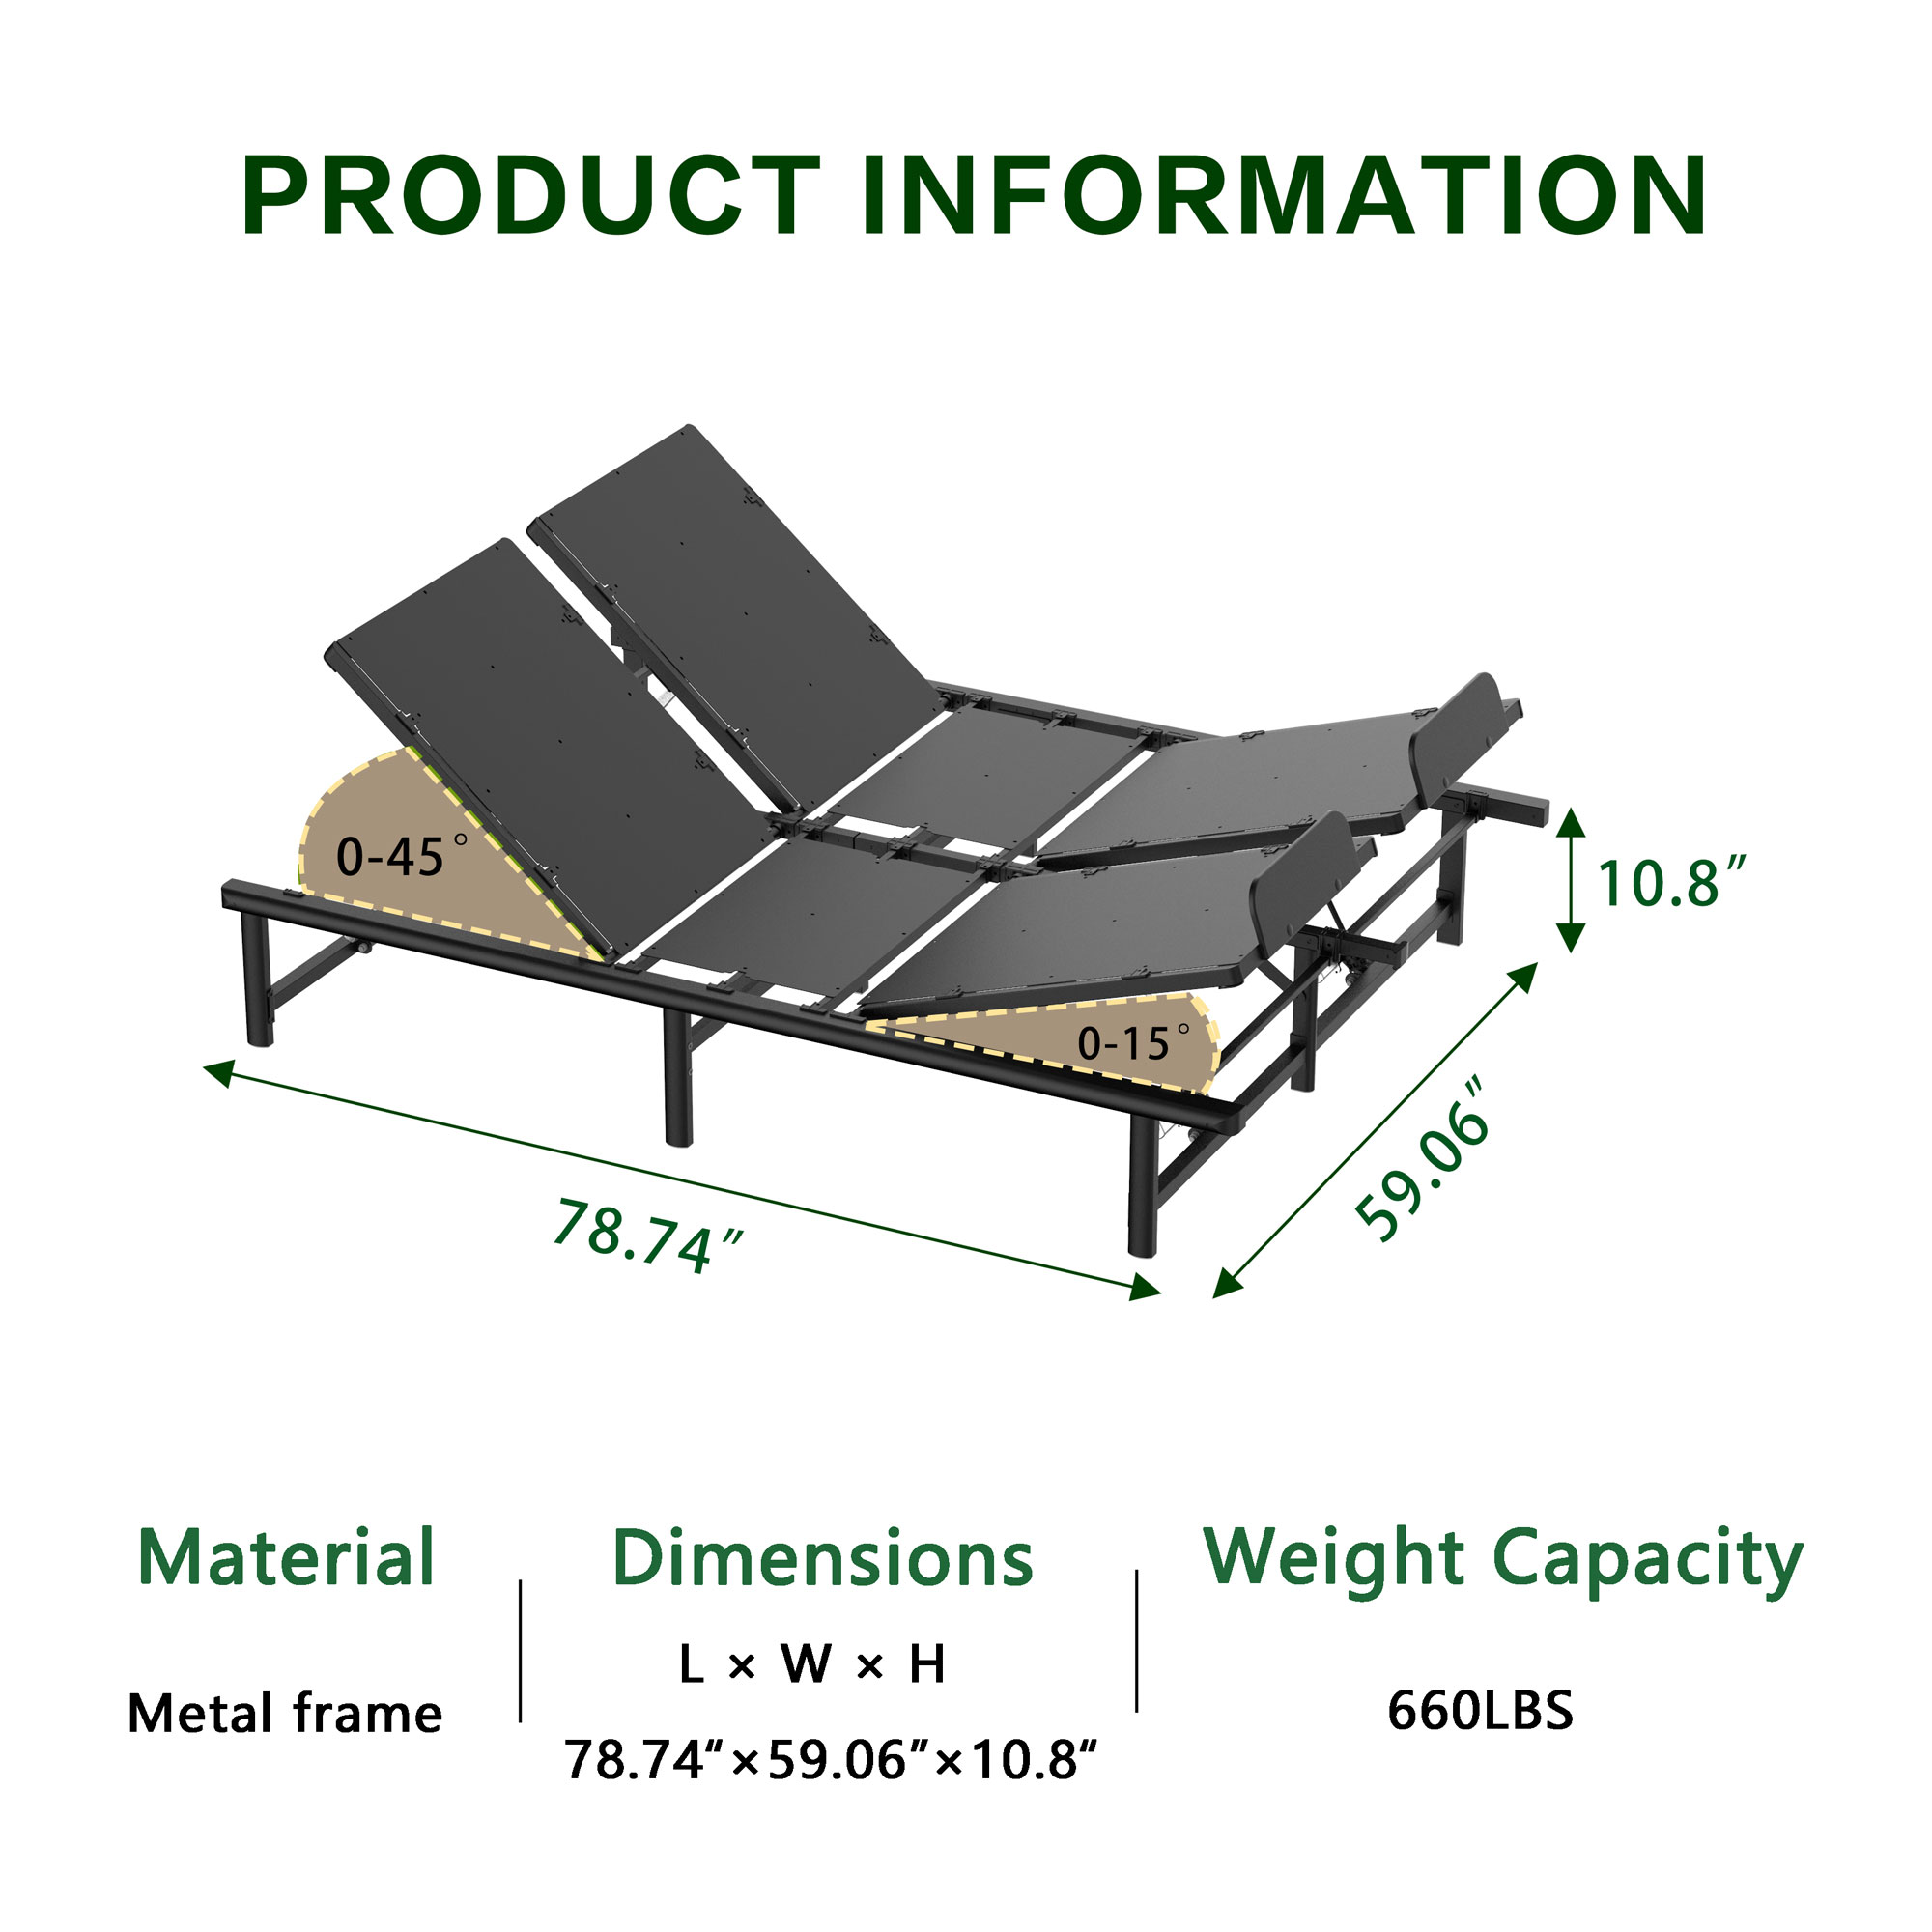 PRODUCT INFORMATION
0-45°
10.8”
0-15°
59.06”
78.74”
Material
Dimensions
Weight Capacity
L × W × H
Metal frame
660LBS
78.74“×59.06”×10.8“